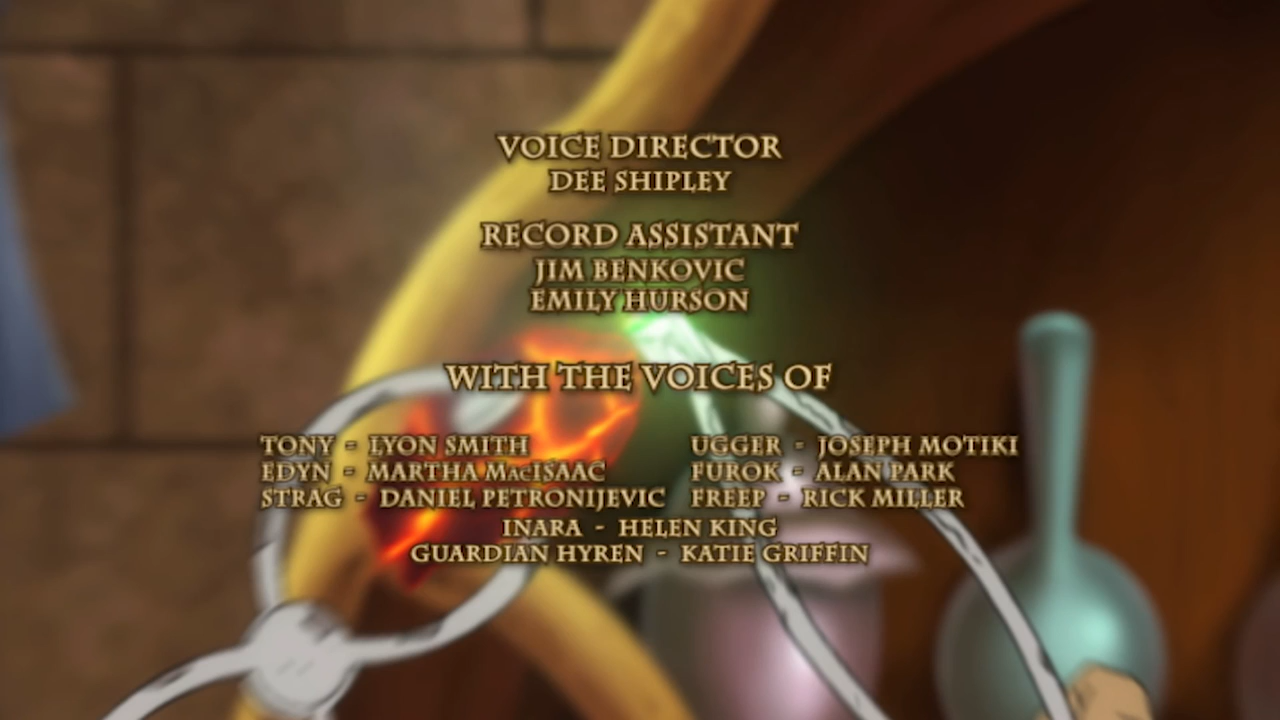 VOICE DIRECTOR
DEE SHIPLEY
RECORD ASSISTANT
JIM BENKOVIC
EMILY HURSON
WITH THE VOICES OF
TONY - LYON SMITH
UGGER - JOSEPH MOTIKI
EDYN - MARTHA MacISAAC
FUROK - ALAN PARK
STRAG - DANIEL PETRONIJEVIC
FREEP - RICK MILLER
INARA - HELEN KING
GUARDIAN HYREN - KATIE GRIFFIN